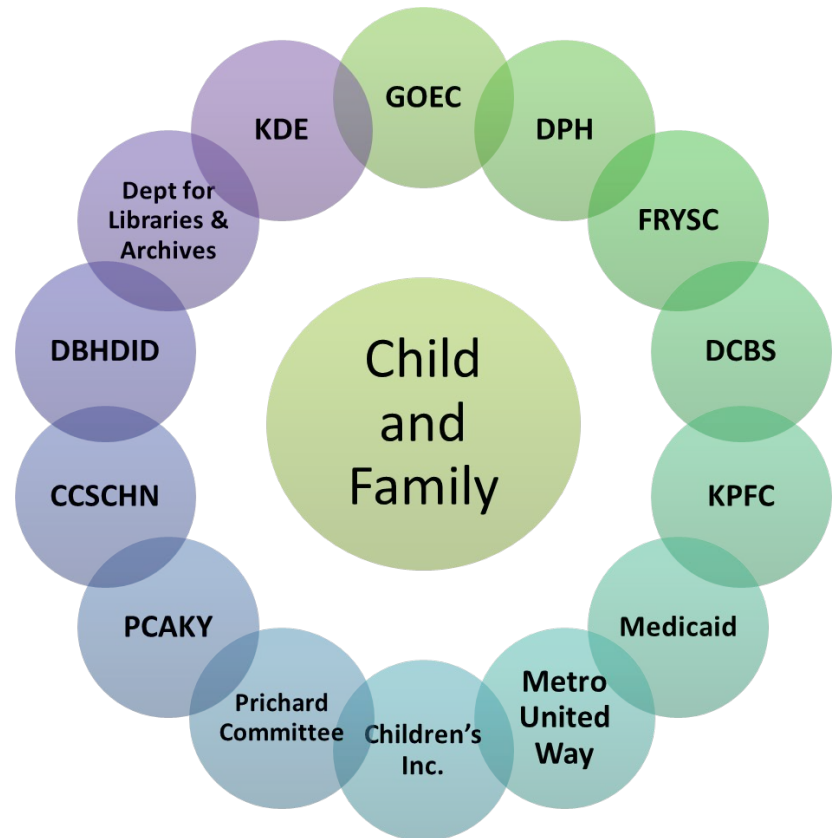 GOEC
DPH
FRYSC
DCBS
KPFC
Medicaid
Metro
United
Way
Children’s
Inc.
Prichard
Committee
PCAKY
CCSCHN
DBHDID
Dept for
Libraries &
Archives
KDE
Child
and
Family